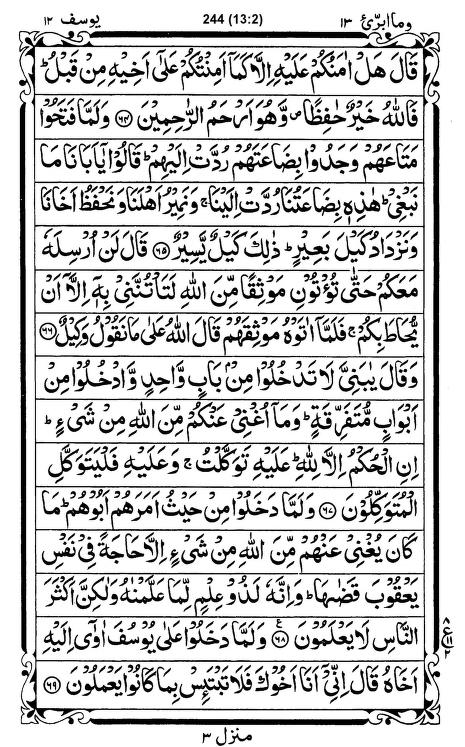 وما ابرئ ١٣ 244 (13:2) يوسف ١٢
قَالَ هَلْ اٰمَنُكُمْ عَلَيْهِ اِلَّا كَمَاۤ اَمِنْتُكُمْ عَلٰۤى اَخِيْهِ مِنْ قَبْلُ ؕ
فَاللّٰهُ خَيْرٌ حٰفِظًا ۪ وَّهُوَ اَرْحَمُ الرّٰحِمِيْنَ ﴿۶۴﴾ وَلَمَّا فَتَحُوْا
مَتَاعَهُمْ وَجَدُوْا بِضَاعَتَهُمْ رُدَّتْ اِلَيْهِمْ ؕ قَالُوْا يٰۤاَبَانَا مَا
نَبْغِىْ ؕ هٰذِهٖ بِضَاعَتُنَا رُدَّتْ اِلَيْنَا ۚ وَنَمِيْرُ اَهْلَنَا وَنَحْفَظُ اَخَانَا
وَنَزْدَادُ كَيْلَ بَعِيْرٍ ؕ ذٰلِكَ كَيْلٌ يَّسِيْرٌ ﴿۶۵﴾ قَالَ لَنْ اُرْسِلَهٗ
مَعَكُمْ حَتّٰى تُؤْتُوْنِ مَوْثِقًا مِّنَ اللّٰهِ لَتَاْتُنَّنِىْ بِهٖۤ اِلَّاۤ اَنْ
يُّحَاطَ بِكُمْ ۚ فَلَمَّاۤ اٰتَوْهُ مَوْثِقَهُمْ قَالَ اللّٰهُ عَلٰى مَا نَقُوْلُ وَكِيْلٌ ﴿۶۶﴾
وَقَالَ يٰبَنِىَّ لَا تَدْخُلُوْا مِنْۢ بَابٍ وَّاحِدٍ وَّادْخُلُوْا مِنْ
اَبْوَابٍ مُّتَفَرِّقَةٍ ؕ وَمَاۤ اُغْنِىْ عَنْكُمْ مِّنَ اللّٰهِ مِنْ شَىْءٍ ؕ
اِنِ الْحُكْمُ اِلَّا لِلّٰهِ ؕ عَلَيْهِ تَوَكَّلْتُ ۚ وَعَلَيْهِ فَلْيَتَوَكَّلِ
الْمُتَوَكِّلُوْنَ ﴿۶۷﴾ وَلَمَّا دَخَلُوْا مِنْ حَيْثُ اَمَرَهُمْ اَبُوْهُمْ ؕ مَا
كَانَ يُغْنِىْ عَنْهُمْ مِّنَ اللّٰهِ مِنْ شَىْءٍ اِلَّا حَاجَةً فِىْ نَفْسِ
يَعْقُوْبَ قَضٰٮهَا ؕ وَاِنَّهٗ لَذُوْ عِلْمٍ لِّمَا عَلَّمْنٰهُ وَلٰكِنَّ اَكْثَرَ
النَّاسِ لَا يَعْلَمُوْنَ ﴿۶۸﴾ وَلَمَّا دَخَلُوْا عَلٰى يُوْسُفَ اٰوٰۤى اِلَيْهِ
اَخَاهُ قَالَ اِنِّىْۤ اَنَا اَخُوْكَ فَلَا تَبْتَئِسْ بِمَا كَانُوْا يَعْمَلُوْنَ ﴿۶۹﴾
منزل ٣